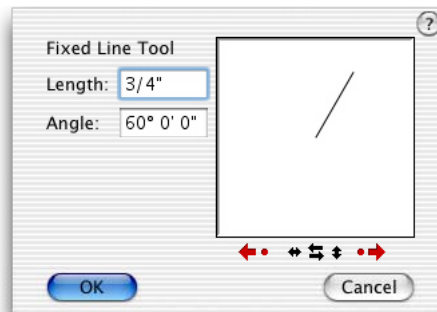 ?
Fixed Line Tool
Length: 3/4"
Angle: 60° 0' 0"
OK
Cancel